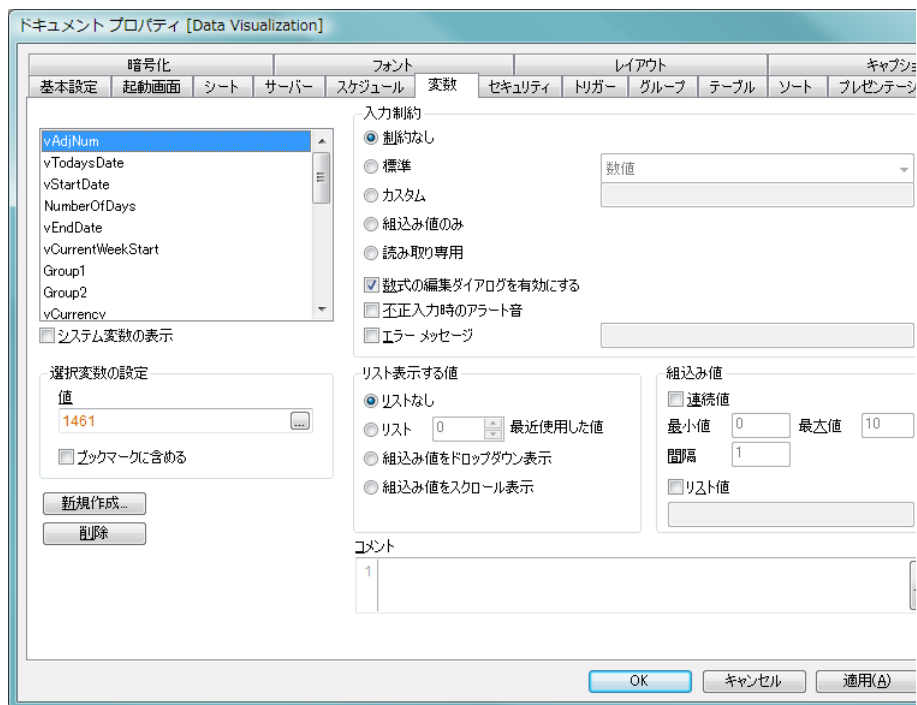 ドキュメント プロパティ [Data Visualization]
暗号化 フォント レイアウト キャプショ
基本設定 起動画面 シート サーバー スケジュール 変数 セキュリティ トリガー グループ テーブル ソート プレゼンテーシ
vAdjNum
vTodaysDate
vStartDate
NumberOfDays
vEndDate
vCurrentWeekStart
Group1
Group2
vCurrency
システム変数の表示
入力制約
制約なし
標準 数値
カスタム
組込み値のみ
読み取り専用
数式の編集ダイアログを有効にする
不正入力時のアラート音
エラー メッセージ
選択変数の設定
値
1461 ...
ブックマークに含める
新規作成...
削除
リスト表示する値
リストなし
リスト 0 最近使用した値
組込み値をドロップダウン表示
組込み値をスクロール表示
組込み値
連続値
最小値 0 最大値 10
間隔 1
リスト値
コメント
1
OK キャンセル 適用(A)